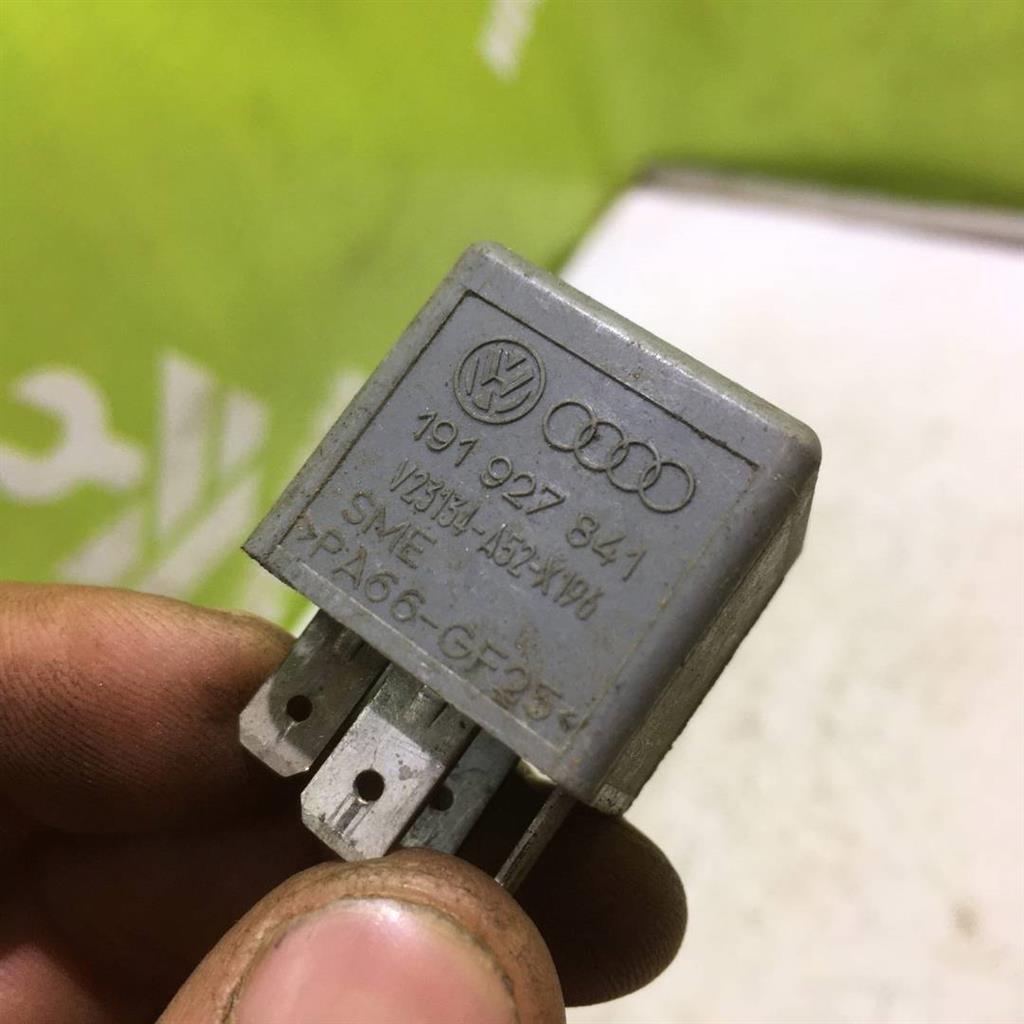 191 927 841
V23134-A52-X196
SME
>PA66-GF25<